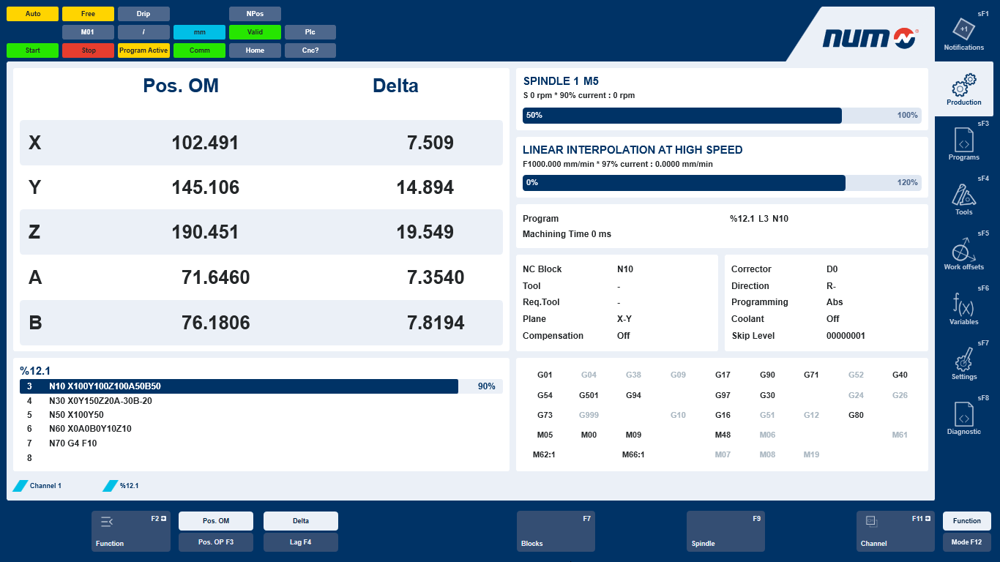 Auto Free Drip NPos
M01 / mm Valid Plc
Start Stop Program Active Comm Home Cnc?
num
sF1
+1
Notifications
Production
sF3
Programs
sF4
Tools
sF5
Work offsets
sF6
f(x)
Variables
sF7
Settings
sF8
Diagnostic
Pos. OM Delta
X 102.491 7.509
Y 145.106 14.894
Z 190.451 19.549
A 71.6460 7.3540
B 76.1806 7.8194
SPINDLE 1 M5
S 0 rpm * 90% current : 0 rpm
50% 100%
LINEAR INTERPOLATION AT HIGH SPEED
F1000.000 mm/min * 97% current : 0.0000 mm/min
0% 120%
Program %12.1 L3 N10
Machining Time 0 ms
NC Block N10
Tool -
Req.Tool -
Plane X-Y
Compensation Off
Corrector D0
Direction R-
Programming Abs
Coolant Off
Skip Level 00000001
%12.1
3 N10 X100Y100Z100A50B50 90%
4 N30 X0Y150Z20A-30B-20
5 N50 X100Y50
6 N60 X0A0B0Y10Z10
7 N70 G4 F10
8
G01 G04 G38 G09 G17 G90 G71 G52 G40
G54 G501 G94 G97 G30 G24 G26
G73 G999 G10 G16 G51 G12 G80
M05 M00 M09 M48 M06 M61
M62:1 M66:1 M07 M08 M19
Channel 1 %12.1
F2
Function
Pos. OM
Pos. OP F3
Delta
Lag F4
F7
Blocks
F9
Spindle
F11
Channel
Function
Mode F12